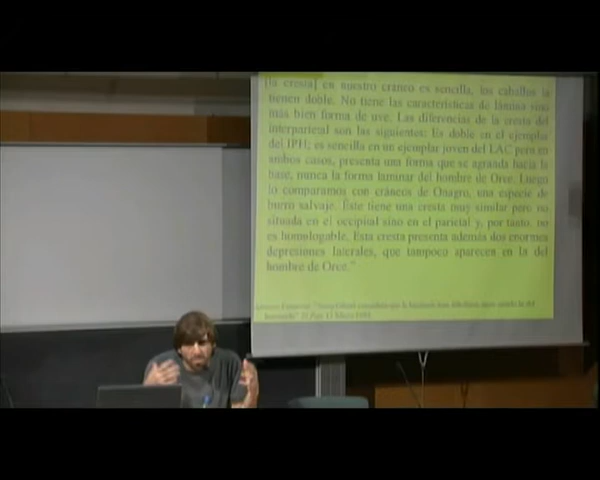 [la cresta] en nuestro cráneo es sencilla, los caballos la
tienen doble. No tiene las características de lámina sino
más bien forma de uve. Las diferencias de la cresta del
interparietal son las siguientes: Es doble en el ejemplar
del IPH; es sencilla en un ejemplar joven del LAC pero en
ambos casos, presenta una forma que se agranda hacia la
base, nunca la forma laminar del hombre de Orce. Luego
lo comparamos con cráneos de Onagro, una especie de
burro salvaje. Éste tiene una cresta muy similar pero no
situada en el occipital sino en el parietal y, por tanto, no
es homologable. Esta cresta presenta además dos enormes
depresiones laterales, que tampoco aparecen en la del
hombre de Orce."